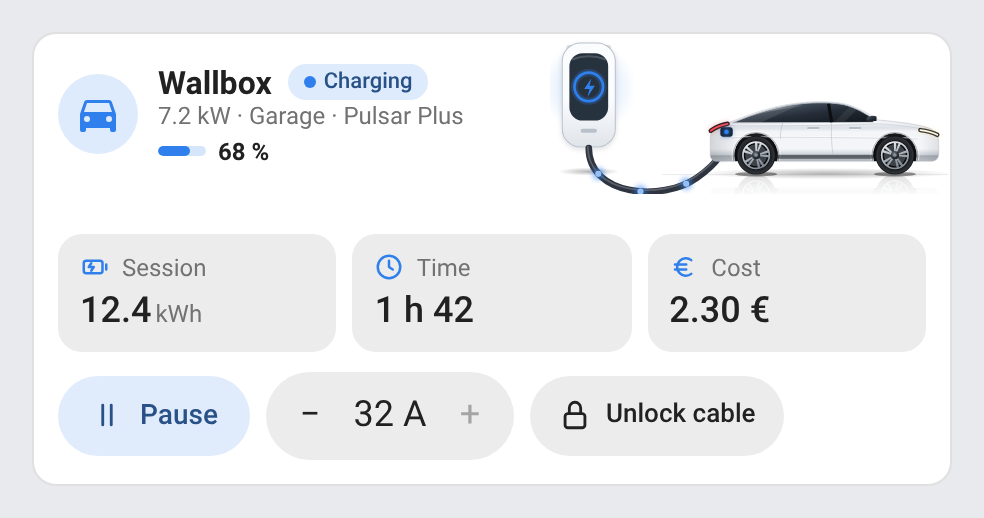 Wallbox
Charging
7.2 kW · Garage · Pulsar Plus
68 %
Session
12.4 kWh
Time
1 h 42
Cost
2.30 €
Pause
− 32 A +
Unlock cable